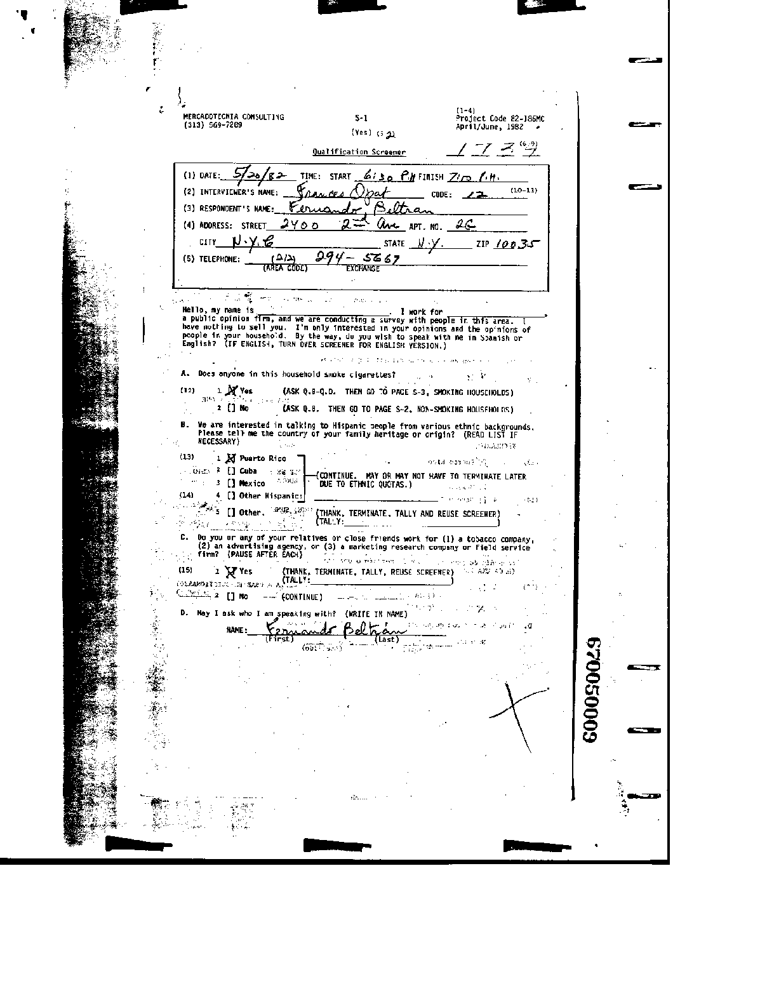 MERCADOTECNIA CONSULTING
(313) 569-7289
S-1
(Yes)
(1-4)
Project Code 82-186MC
April/June, 1982
Qualification Screener
(6-9)
(1) DATE: 5/20/82 TIME: START 6:30 P.M FINISH 7:10 P.M.
(2) INTERVIEWER'S NAME: Frances Opat CODE: 12 (10-11)
(3) RESPONDENT'S NAME: Fernando Beltran
(4) ADDRESS: STREET 2400 2nd Ave APT. NO. 2G
CITY N.Y.C STATE N.Y. ZIP 10035
(5) TELEPHONE: (212) 294-5667
(AREA CODE) EXCHANGE
Hello, my name is . I work for
a public opinion firm, and we are conducting a survey with people in this area. I
have nothing to sell you. I'm only interested in your opinions and the opinions of
people in your household. By the way, do you wish to speak with me in Spanish or
English? (IF ENGLISH, TURN OVER SCREENER FOR ENGLISH VERSION.)
A. Does anyone in this household smoke cigarettes?
(12) 1 [X] Yes (ASK Q.B-Q.D. THEN GO TO PAGE S-3, SMOKING HOUSEHOLDS)
2 [] No (ASK Q.B. THEN GO TO PAGE S-2, NON-SMOKING HOUSEHOLDS)
B. We are interested in talking to Hispanic people from various ethnic backgrounds.
Please tell me the country of your family heritage or origin? (READ LIST IF
NECESSARY)
(13) 1 [X] Puerto Rico
2 [] Cuba
3 [] Mexico
(CONTINUE. MAY OR MAY NOT HAVE TO TERMINATE LATER
DUE TO ETHNIC QUOTAS.)
(14) 4 [] Other Hispanic:
5 [] Other. (THANK, TERMINATE, TALLY AND REUSE SCREENER)
(TALLY: )
C. Do you or any of your relatives or close friends work for (1) a tobacco company,
(2) an advertising agency, or (3) a marketing research company or field service
firm? (PAUSE AFTER EACH)
(15) 1 [X] Yes (THANK, TERMINATE, TALLY, REUSE SCREENER)
(TALLY: )
2 [] No (CONTINUE)
D. May I ask who I am speaking with? (WRITE IN NAME)
NAME: Fernando Beltrán
(First) (Last)
670050009